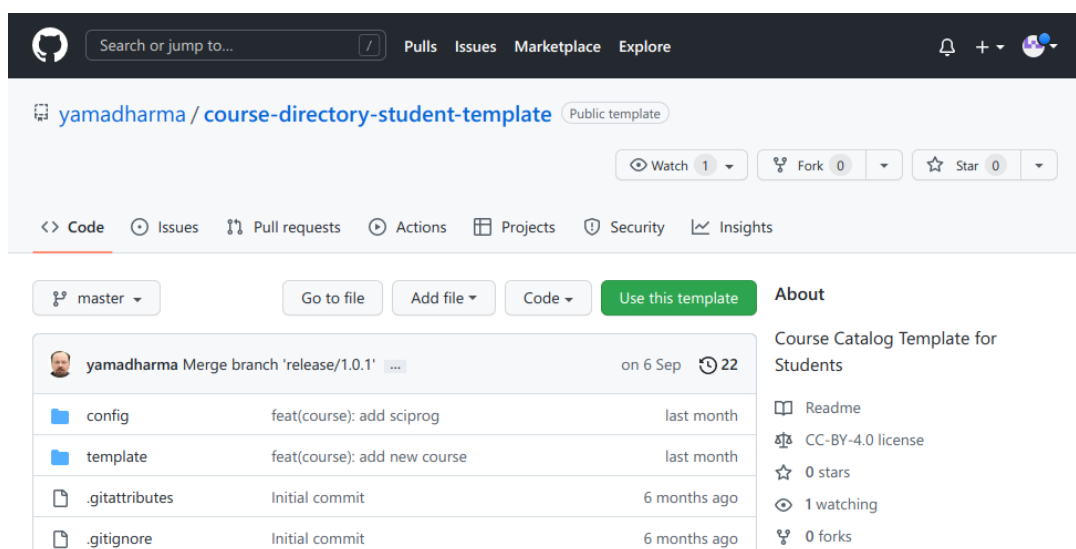 Search or jump to... / Pulls Issues Marketplace Explore
yamadharma / course-directory-student-template Public template
Watch 1 Fork 0 Star 0
Code Issues Pull requests Actions Projects Security Insights
master Go to file Add file Code Use this template
About
Course Catalog Template for
Students
yamadharma Merge branch 'release/1.0.1' ... on 6 Sep 22
config feat(course): add sciprog last month
template feat(course): add new course last month
.gitattributes Initial commit 6 months ago
.gitignore Initial commit 6 months ago
Readme
CC-BY-4.0 license
0 stars
1 watching
0 forks